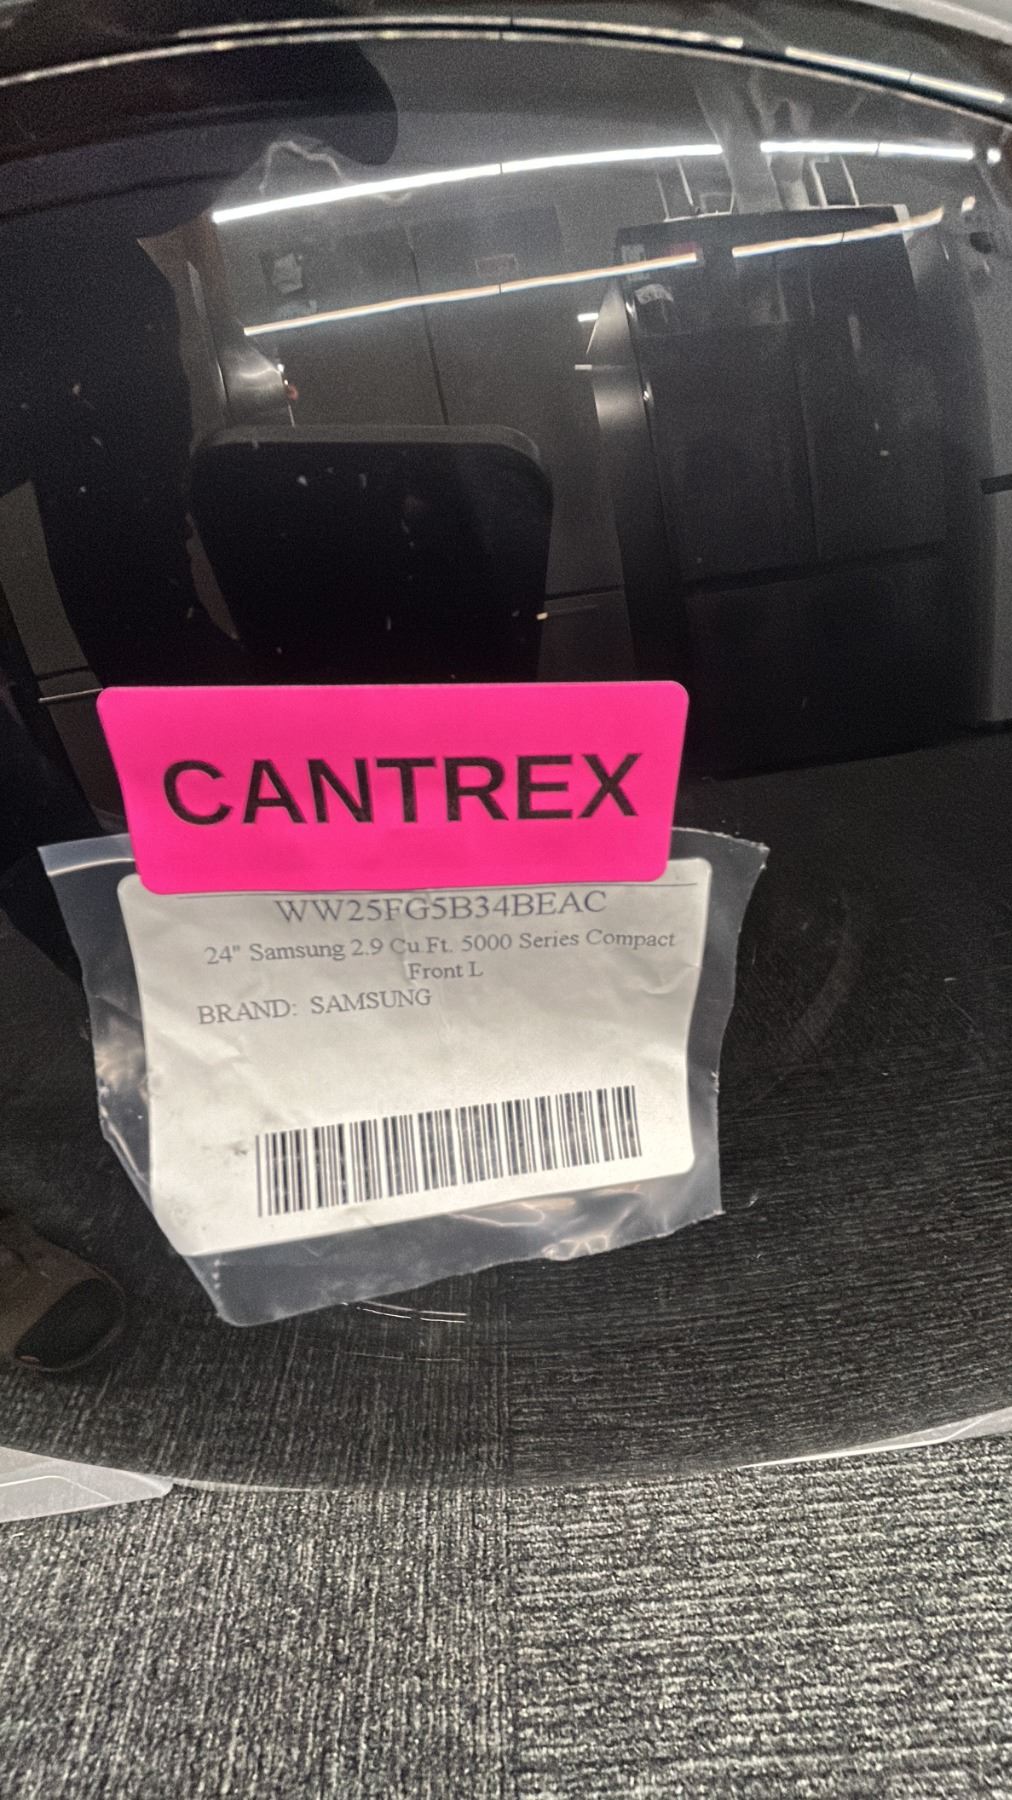 CANTREX
WW25FG5B34BEAC
24" Samsung 2.9 Cu Ft. 5000 Series Compact
Front L
BRAND: SAMSUNG